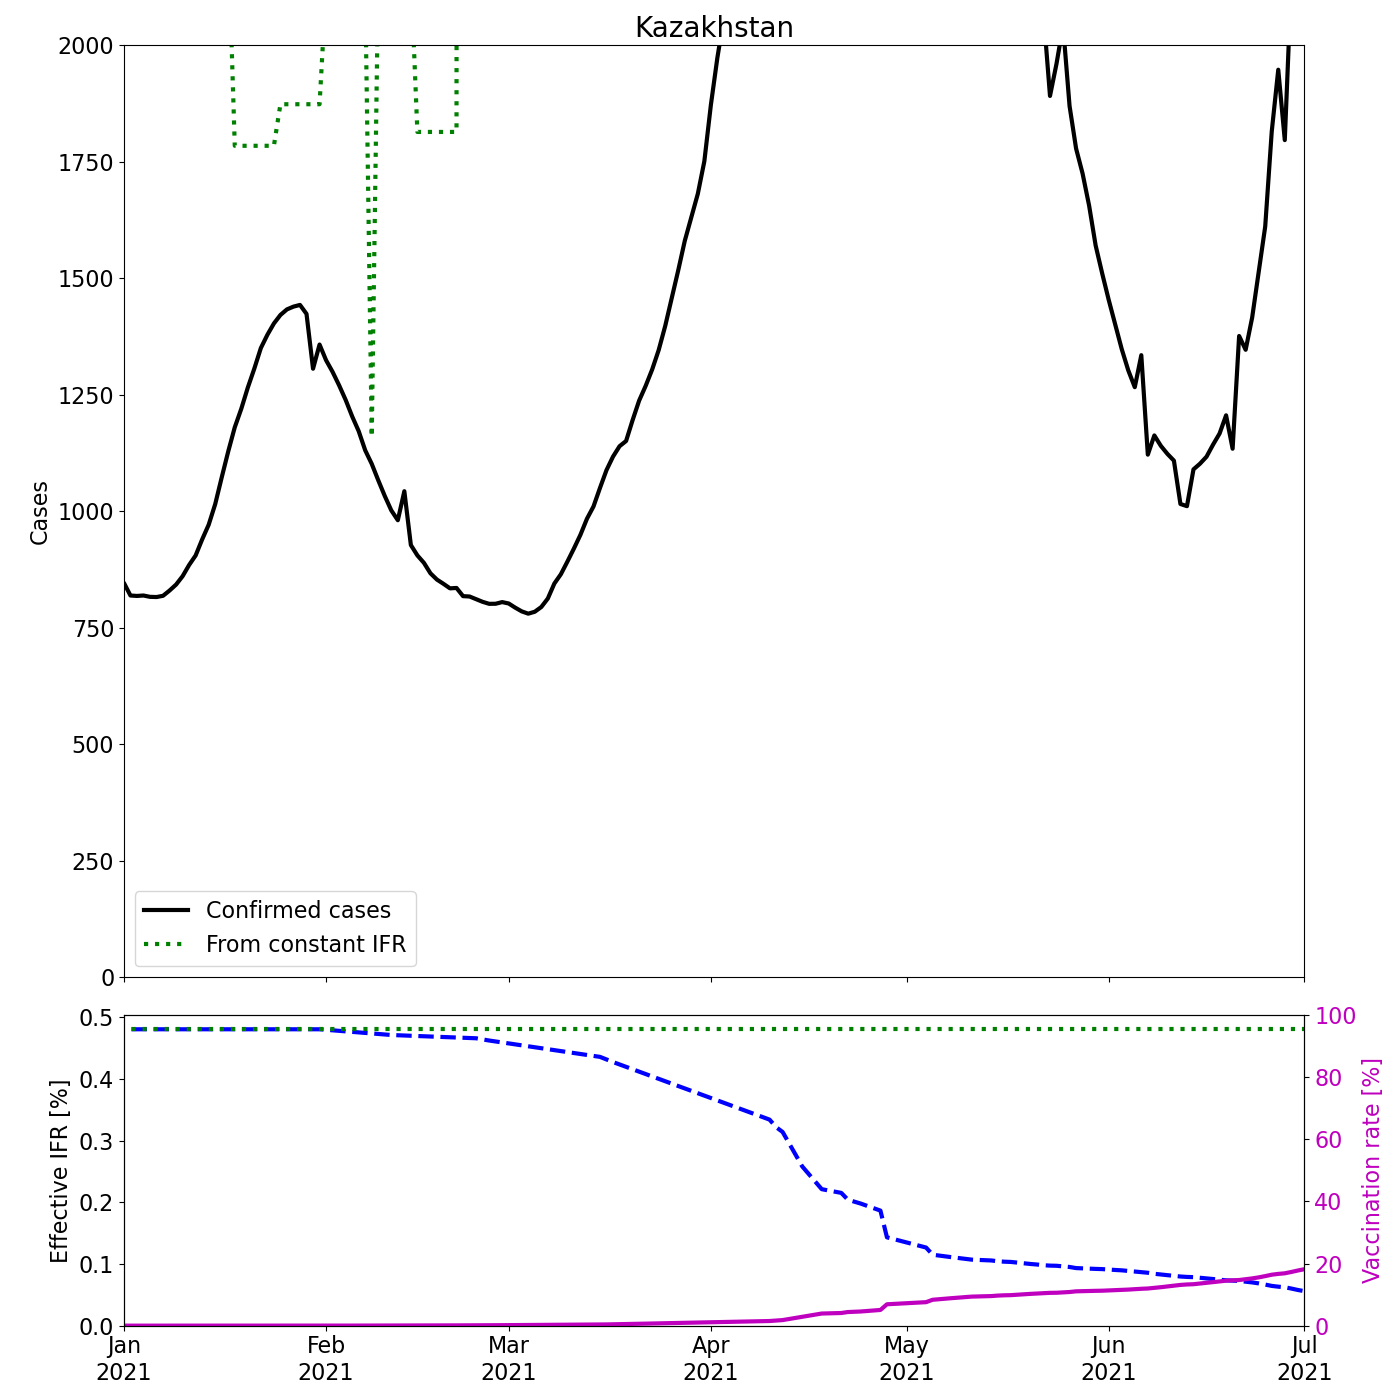 Kazakhstan
2000
1750
1500
1250
1000
750
500
250
0
Cases
Confirmed cases
From constant IFR
0.5
0.4
0.3
0.2
0.1
0.0
Effective IFR [%]
100
80
60
40
20
0
Vaccination rate [%]
Jan Feb Mar Apr May Jun Jul
2021 2021 2021 2021 2021 2021 2021